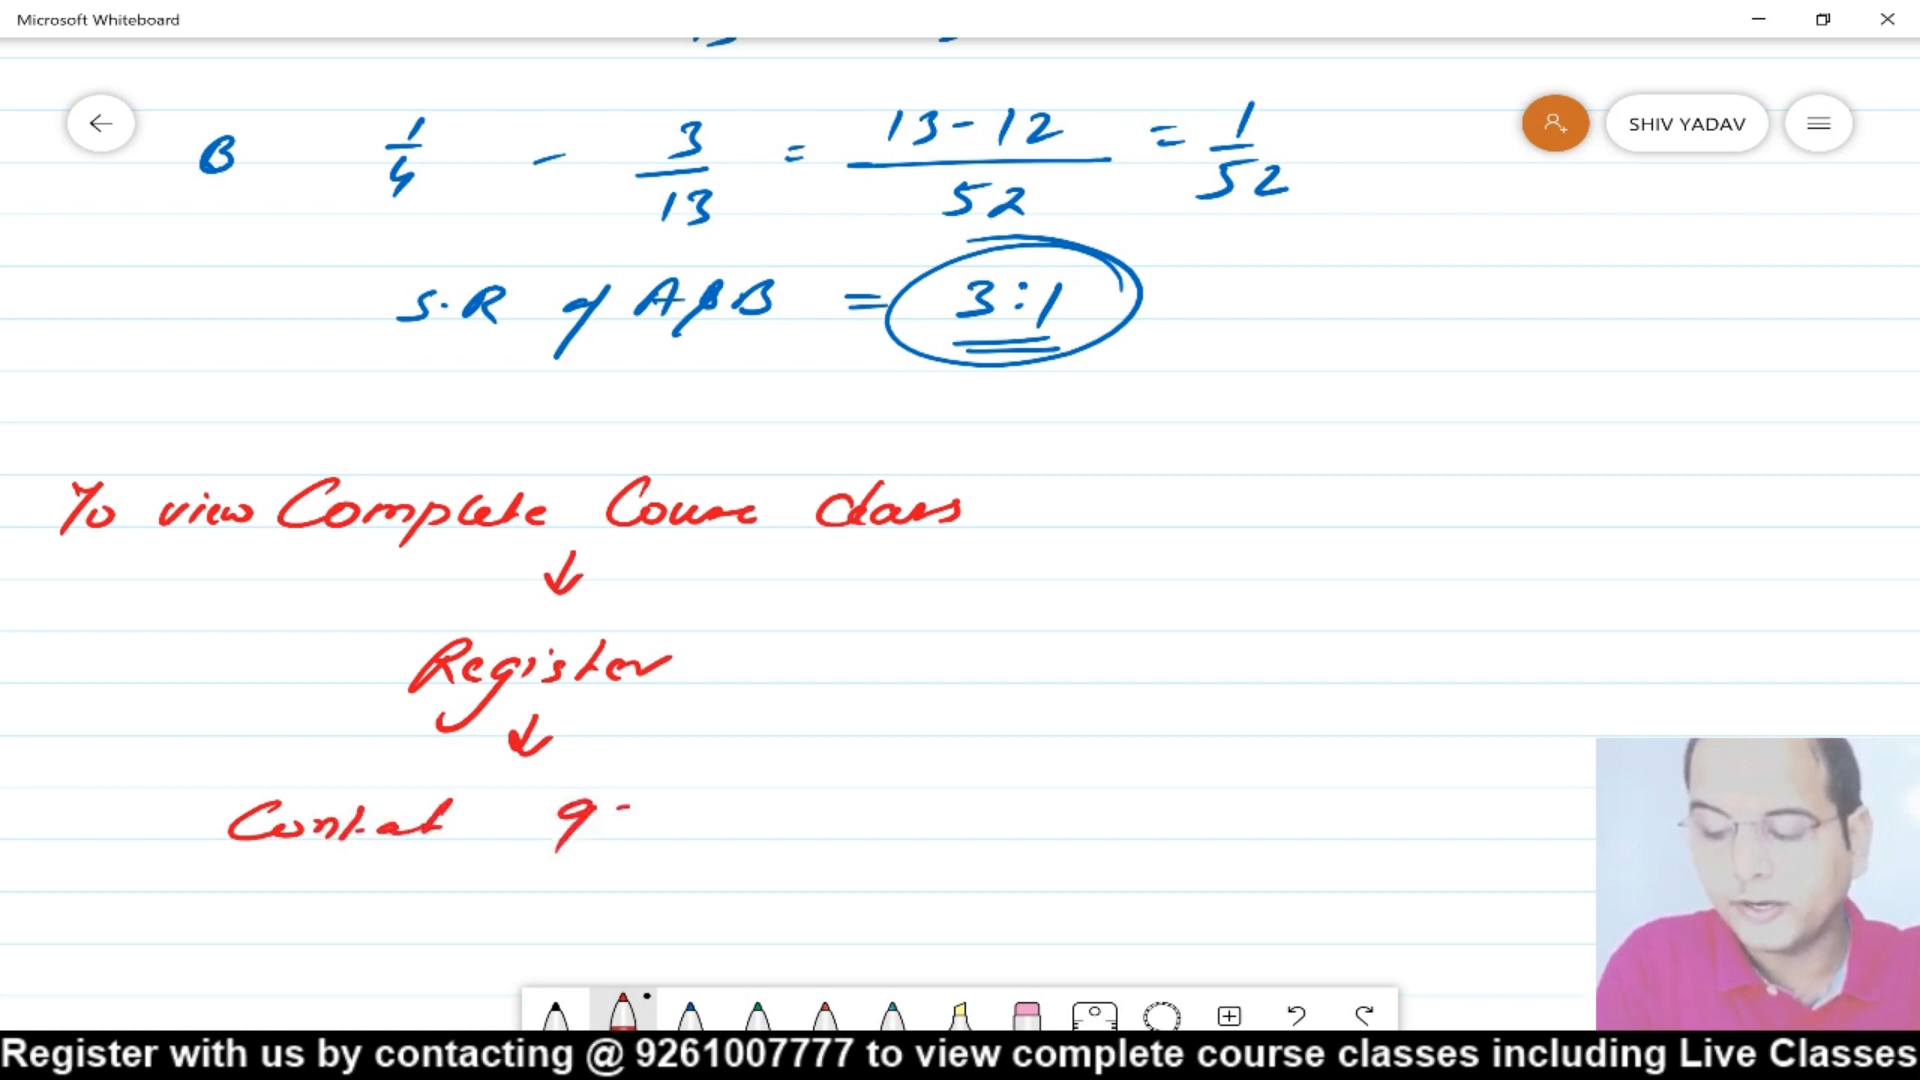 Microsoft Whiteboard
SHIV YADAV
B 1/4 - 3/13 = 13-12/52 = 1/52
S.R of A & B = 3:1
To view Complete Course class
↓
Register
↓
Contact 9
Register with us by contacting @ 9261007777 to view complete course classes including Live Classes